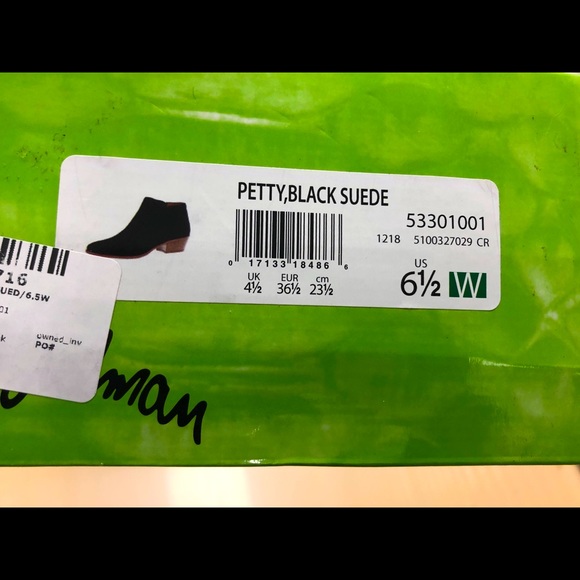 PETTY,BLACK SUEDE
53301001
1218 5100327029 CR
0 17133 18486 6
UK EUR cm
4½ 36½ 23½
US
6½ W
716
UED/6.5W
01
k owned_inv
PO#
man